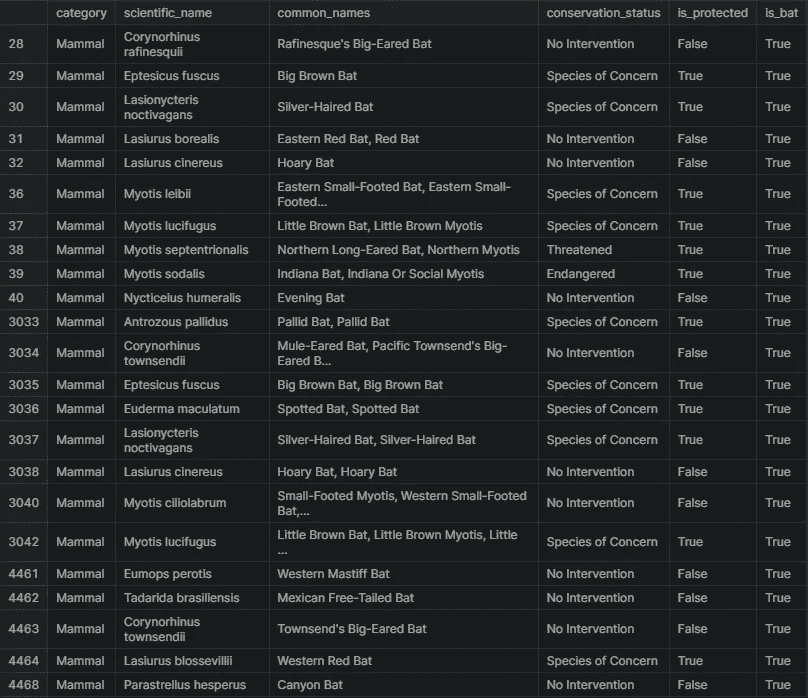 category scientific_name common_names conservation_status is_protected is_bat
28 Mammal Corynorhinus rafinesquii Rafinesque's Big-Eared Bat No Intervention False True
29 Mammal Eptesicus fuscus Big Brown Bat Species of Concern True True
30 Mammal Lasionycteris noctivagans Silver-Haired Bat Species of Concern True True
31 Mammal Lasiurus borealis Eastern Red Bat, Red Bat No Intervention False True
32 Mammal Lasiurus cinereus Hoary Bat No Intervention False True
36 Mammal Myotis leibii Eastern Small-Footed Bat, Eastern Small-Footed... Species of Concern True True
37 Mammal Myotis lucifugus Little Brown Bat, Little Brown Myotis Species of Concern True True
38 Mammal Myotis septentrionalis Northern Long-Eared Bat, Northern Myotis Threatened True True
39 Mammal Myotis sodalis Indiana Bat, Indiana Or Social Myotis Endangered True True
40 Mammal Nycticeius humeralis Evening Bat No Intervention False True
3033 Mammal Antrozous pallidus Pallid Bat, Pallid Bat Species of Concern True True
3034 Mammal Corynorhinus townsendii Mule-Eared Bat, Pacific Townsend's Big-Eared B... No Intervention False True
3035 Mammal Eptesicus fuscus Big Brown Bat, Big Brown Bat Species of Concern True True
3036 Mammal Euderma maculatum Spotted Bat, Spotted Bat Species of Concern True True
3037 Mammal Lasionycteris noctivagans Silver-Haired Bat, Silver-Haired Bat Species of Concern True True
3038 Mammal Lasiurus cinereus Hoary Bat, Hoary Bat No Intervention False True
3040 Mammal Myotis ciliolabrum Small-Footed Myotis, Western Small-Footed Bat,... No Intervention False True
3042 Mammal Myotis lucifugus Little Brown Bat, Little Brown Myotis, Little ... Species of Concern True True
4461 Mammal Eumops perotis Western Mastiff Bat No Intervention False True
4462 Mammal Tadarida brasiliensis Mexican Free-Tailed Bat No Intervention False True
4463 Mammal Corynorhinus townsendii Townsend's Big-Eared Bat No Intervention False True
4464 Mammal Lasiurus blossevillii Western Red Bat Species of Concern True True
4468 Mammal Parastrellus hesperus Canyon Bat No Intervention False True